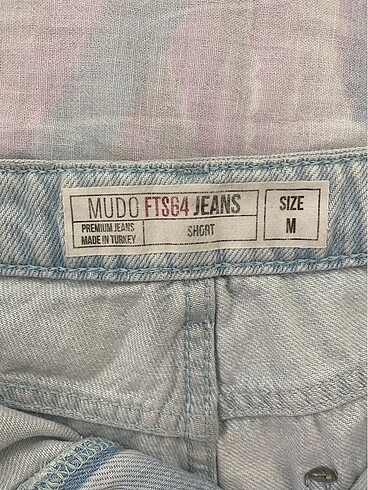 MUDO FTS64 JEANS
PREMIUM JEANS
MADE IN TURKEY
SHORT
SIZE
M